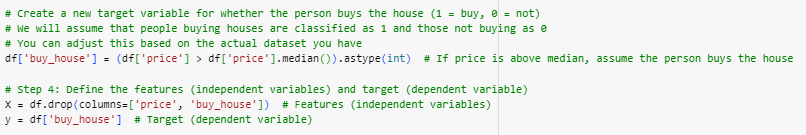 # Create a new target variable for whether the person buys the house (1 = buy, 0 = not)
# We will assume that people buying houses are classified as 1 and those not buying as 0
# You can adjust this based on the actual dataset you have
df['buy_house'] = (df['price'] > df['price'].median()).astype(int)  # If price is above median, assume the person buys the house
# Step 4: Define the features (independent variables) and target (dependent variable)
X = df.drop(columns=['price', 'buy_house'])  # Features (independent variables)
y = df['buy_house']  # Target (dependent variable)